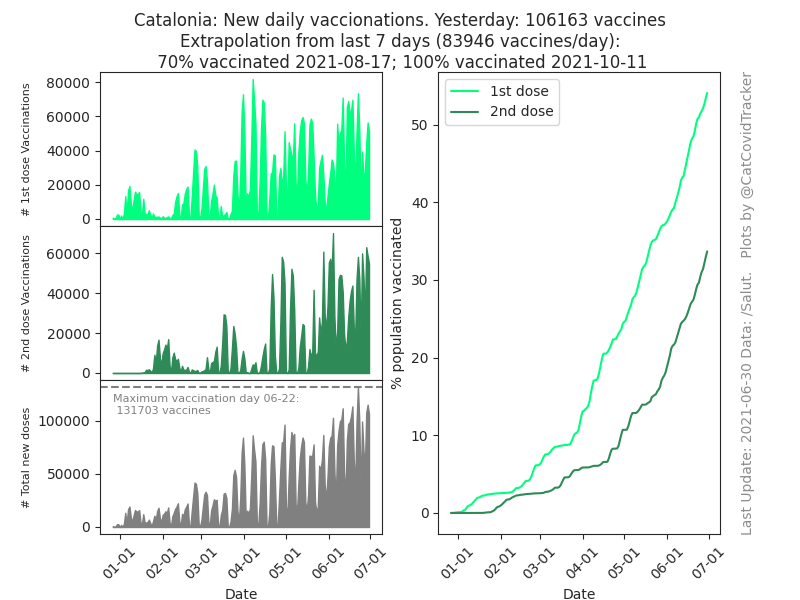 Catalonia: New daily vaccionations. Yesterday: 106163 vaccines
Extrapolation from last 7 days (83946 vaccines/day):
70% vaccinated 2021-08-17; 100% vaccinated 2021-10-11
# 1st dose Vaccinations
80000
60000
40000
20000
0
# 2nd dose Vaccinations
60000
40000
20000
0
# Total new doses
Maximum vaccination day 06-22:
131703 vaccines
100000
50000
0
01-01
02-01
03-01
04-01
05-01
06-01
07-01
Date
% population vaccinated
1st dose
2nd dose
50
40
30
20
10
0
01-01
02-01
03-01
04-01
05-01
06-01
07-01
Date
Last Update: 2021-06-30 Data: /Salut. Plots by @CatCovidTracker